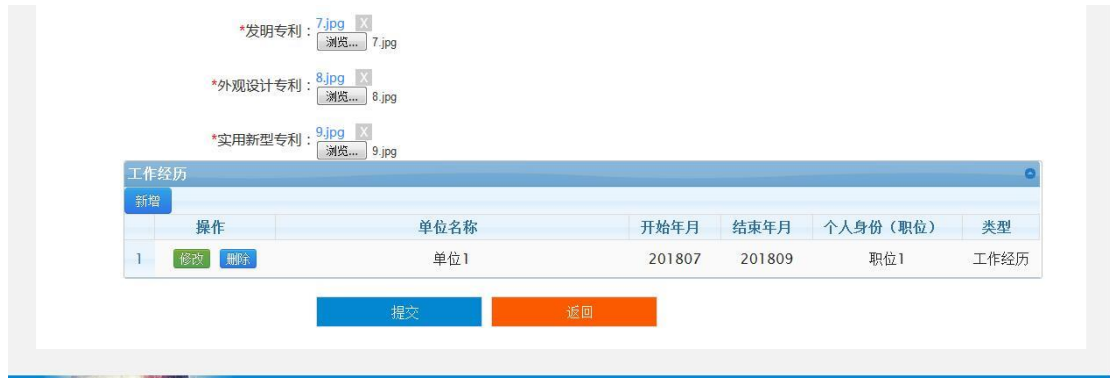 *发明专利：7.jpg X
浏览... 7.jpg
*外观设计专利：8.jpg X
浏览... 8.jpg
*实用新型专利：9.jpg X
浏览... 9.jpg
工作经历
新增
操作 单位名称 开始年月 结束年月 个人身份（职位） 类型
1 修改 删除 单位1 201807 201809 职位1 工作经历
提交 返回